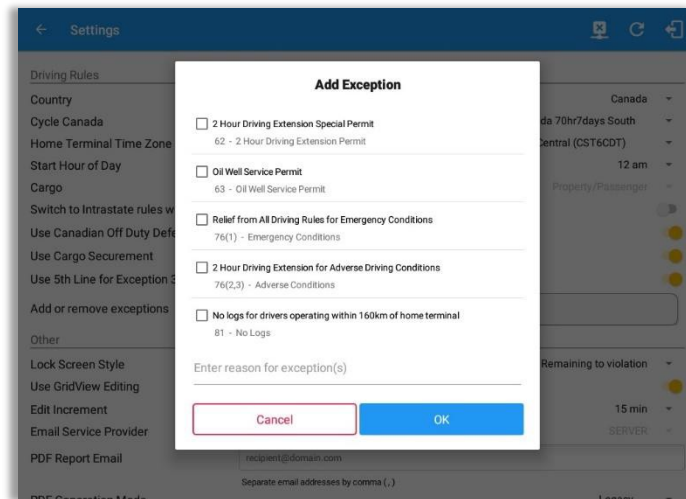 Settings
Driving Rules
Country
Canada
Cycle Canada
da 70hr7days South
Home Terminal Time Zone
Central (CST6CDT)
Start Hour of Day
12 am
Cargo
Property/Passenger
Switch to Intrastate rules w
Use Canadian Off Duty Defe
Use Cargo Securement
Use 5th Line for Exception 3
Add or remove exceptions
Other
Lock Screen Style
Remaining to violation
Use GridView Editing
Edit Increment
15 min
Email Service Provider
SERVER
PDF Report Email
recipient@domain.com
Separate email addresses by comma (,)
Add Exception
2 Hour Driving Extension Special Permit
62 - 2 Hour Driving Extension Permit
Oil Well Service Permit
63 - Oil Well Service Permit
Relief from All Driving Rules for Emergency Conditions
76(1) - Emergency Conditions
2 Hour Driving Extension for Adverse Driving Conditions
76(2,3) - Adverse Conditions
No logs for drivers operating within 160km of home terminal
81 - No Logs
Enter reason for exception(s)
Cancel
OK